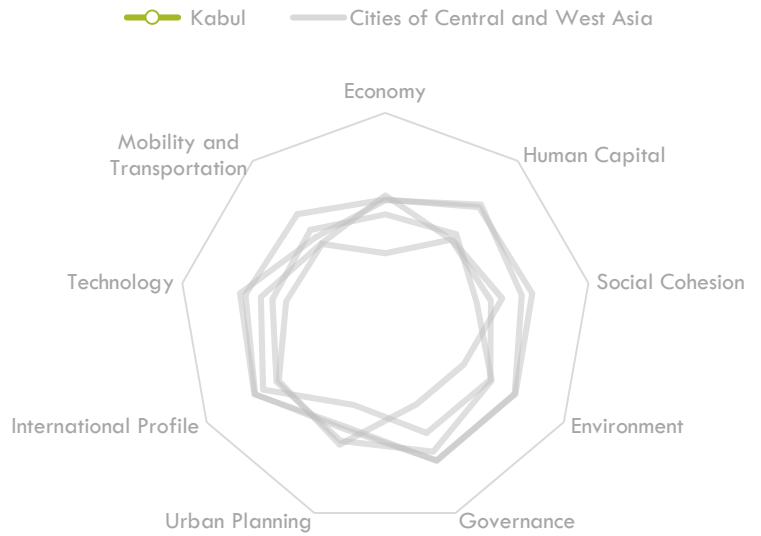 Kabul
Cities of Central and West Asia
Economy
Mobility and
Transportation
Human Capital
Technology
Social Cohesion
International Profile
Environment
Urban Planning
Governance